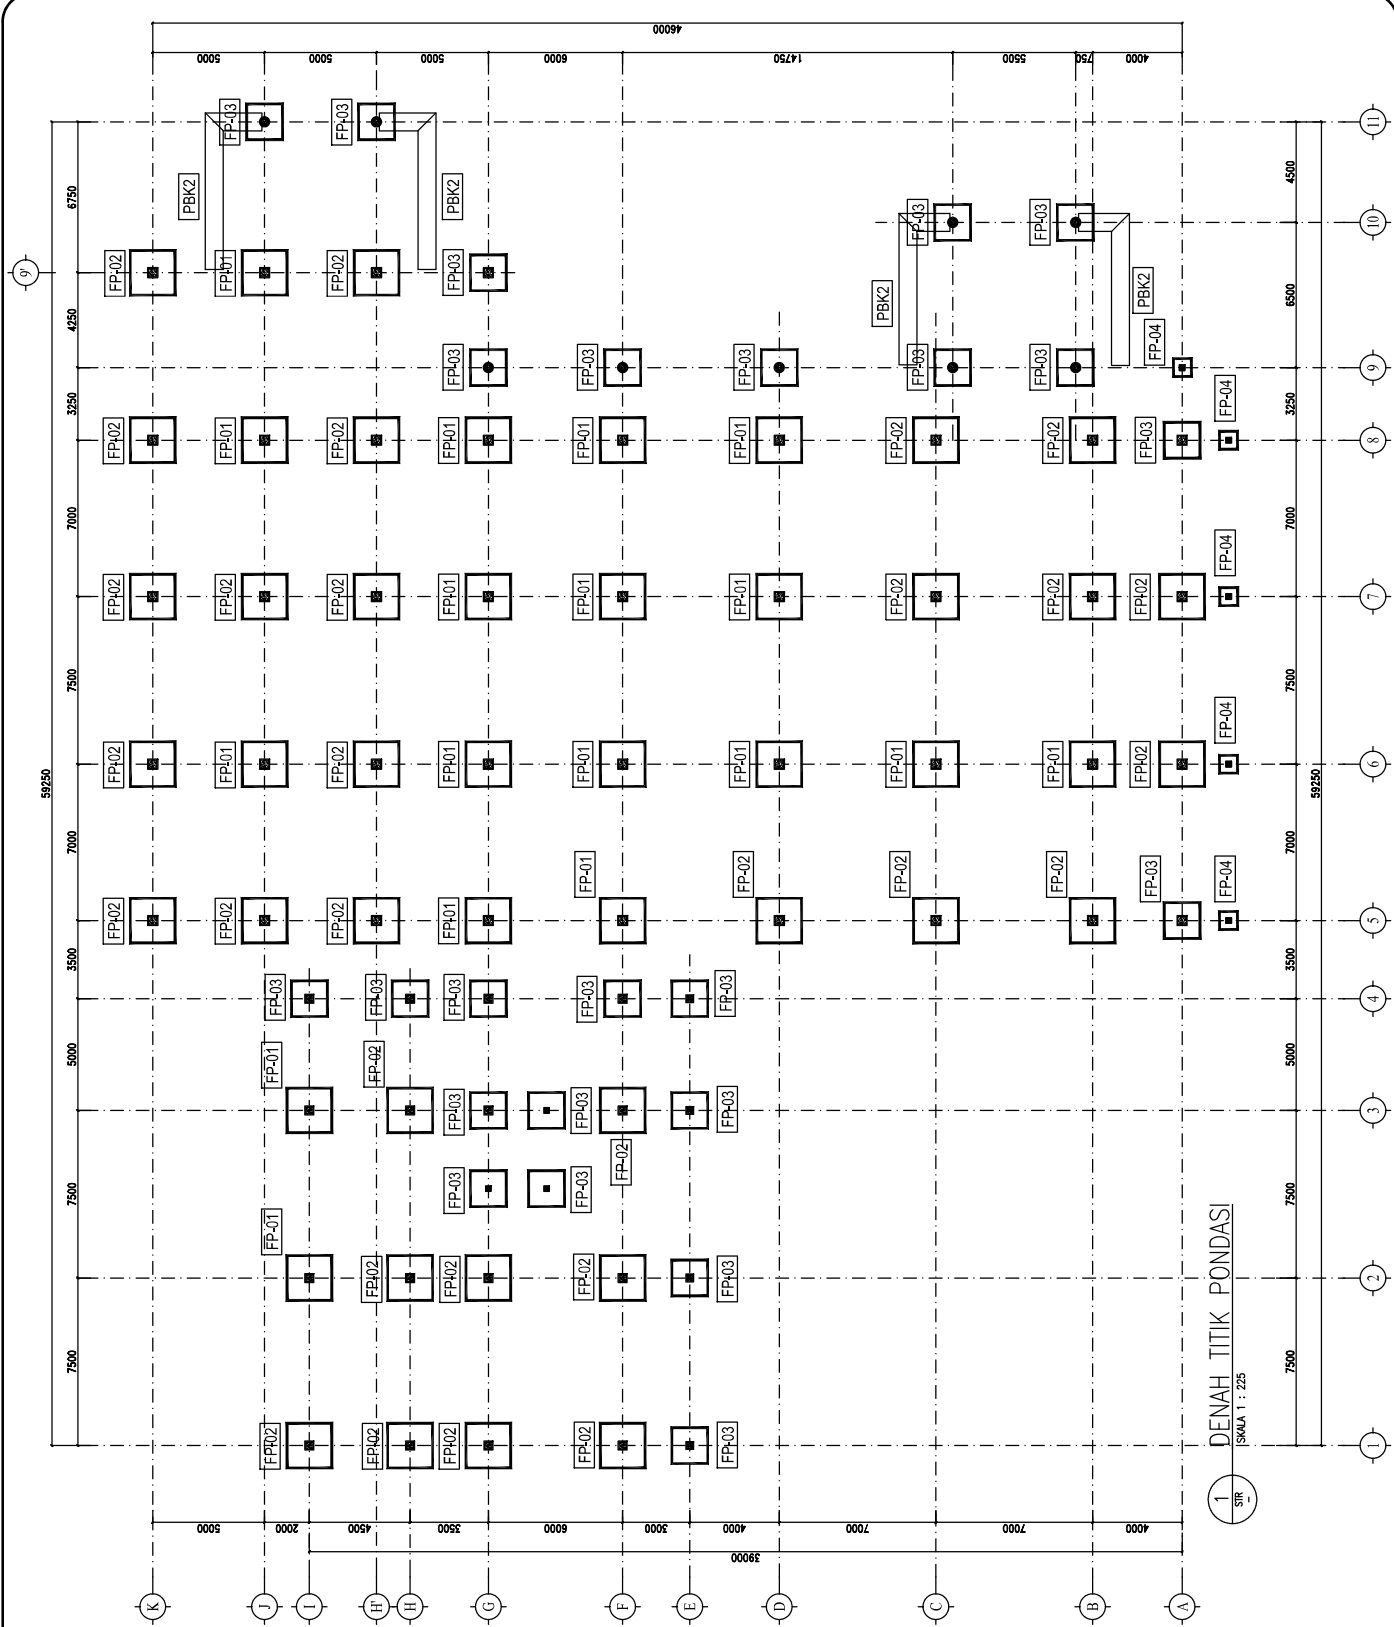 46000
5000
5000
5000
6000
14750
5500
750
4000
FP-03
FP-03
11
6750
4500
PBK2
PBK2
FP-03
FP-03
10
9'
FP-02
FP-01
FP-02
FP-03
PBK2
PBK2
4250
6500
FP-03
FP-03
FP-03
FP-03
FP-03
FP-04
9
3250
3250
FP-02
FP-01
FP-02
FP-01
FP-01
FP-01
FP-02
FP-02
FP-03
FP-04
8
7000
7000
FP-02
FP-02
FP-02
FP-01
FP-01
FP-01
FP-02
FP-02
FP-02
FP-04
7
7500
7500
FP-02
FP-01
FP-02
FP-01
FP-01
FP-01
FP-01
FP-01
FP-02
FP-04
6
59250
59250
7000
7000
FP-02
FP-02
FP-02
FP-01
FP-01
FP-02
FP-02
FP-02
FP-03
FP-04
5
3500
3500
FP-03
FP-03
FP-03
FP-03
FP-03
4
5000
5000
FP-01
FP-02
FP-03
FP-03
FP-03
3
FP-02
7500
7500
FP-03
FP-03
FP-01
FP-02
FP-02
FP-02
FP-03
2
7500
7500
FP-02
FP-02
FP-02
FP-02
FP-03
1
DENAH TITIK PONDASI
SKALA 1 : 225
1
STR
-
5000
2000
4500
3500
6000
3000
4000
7000
7000
4000
39000
K
J
I
H'
H
G
F
E
D
C
B
A